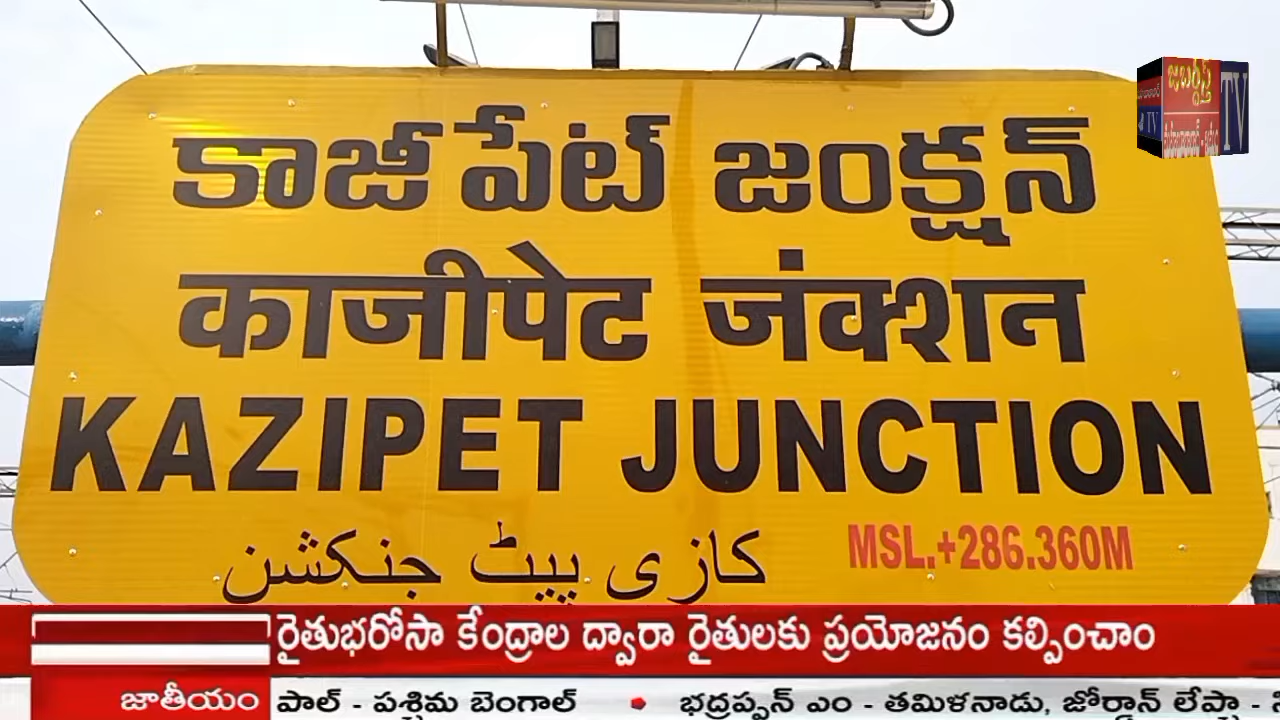 కాజీపేట్ జంక్షన్
काजीपेट जंक्शन
KAZIPET JUNCTION
کازی پیٹ جنکشن
MSL.+286.360M
TV
రైతుభరోసా కేంద్రాల ద్వారా రైతులకు ప్రయోజనం కల్పించాం
జాతీయం పాల్ - పశ్చిమ బెంగాల్ • భద్రప్పన్ ఎం - తమిళనాడు, జోర్డాన్ లేప్చా -